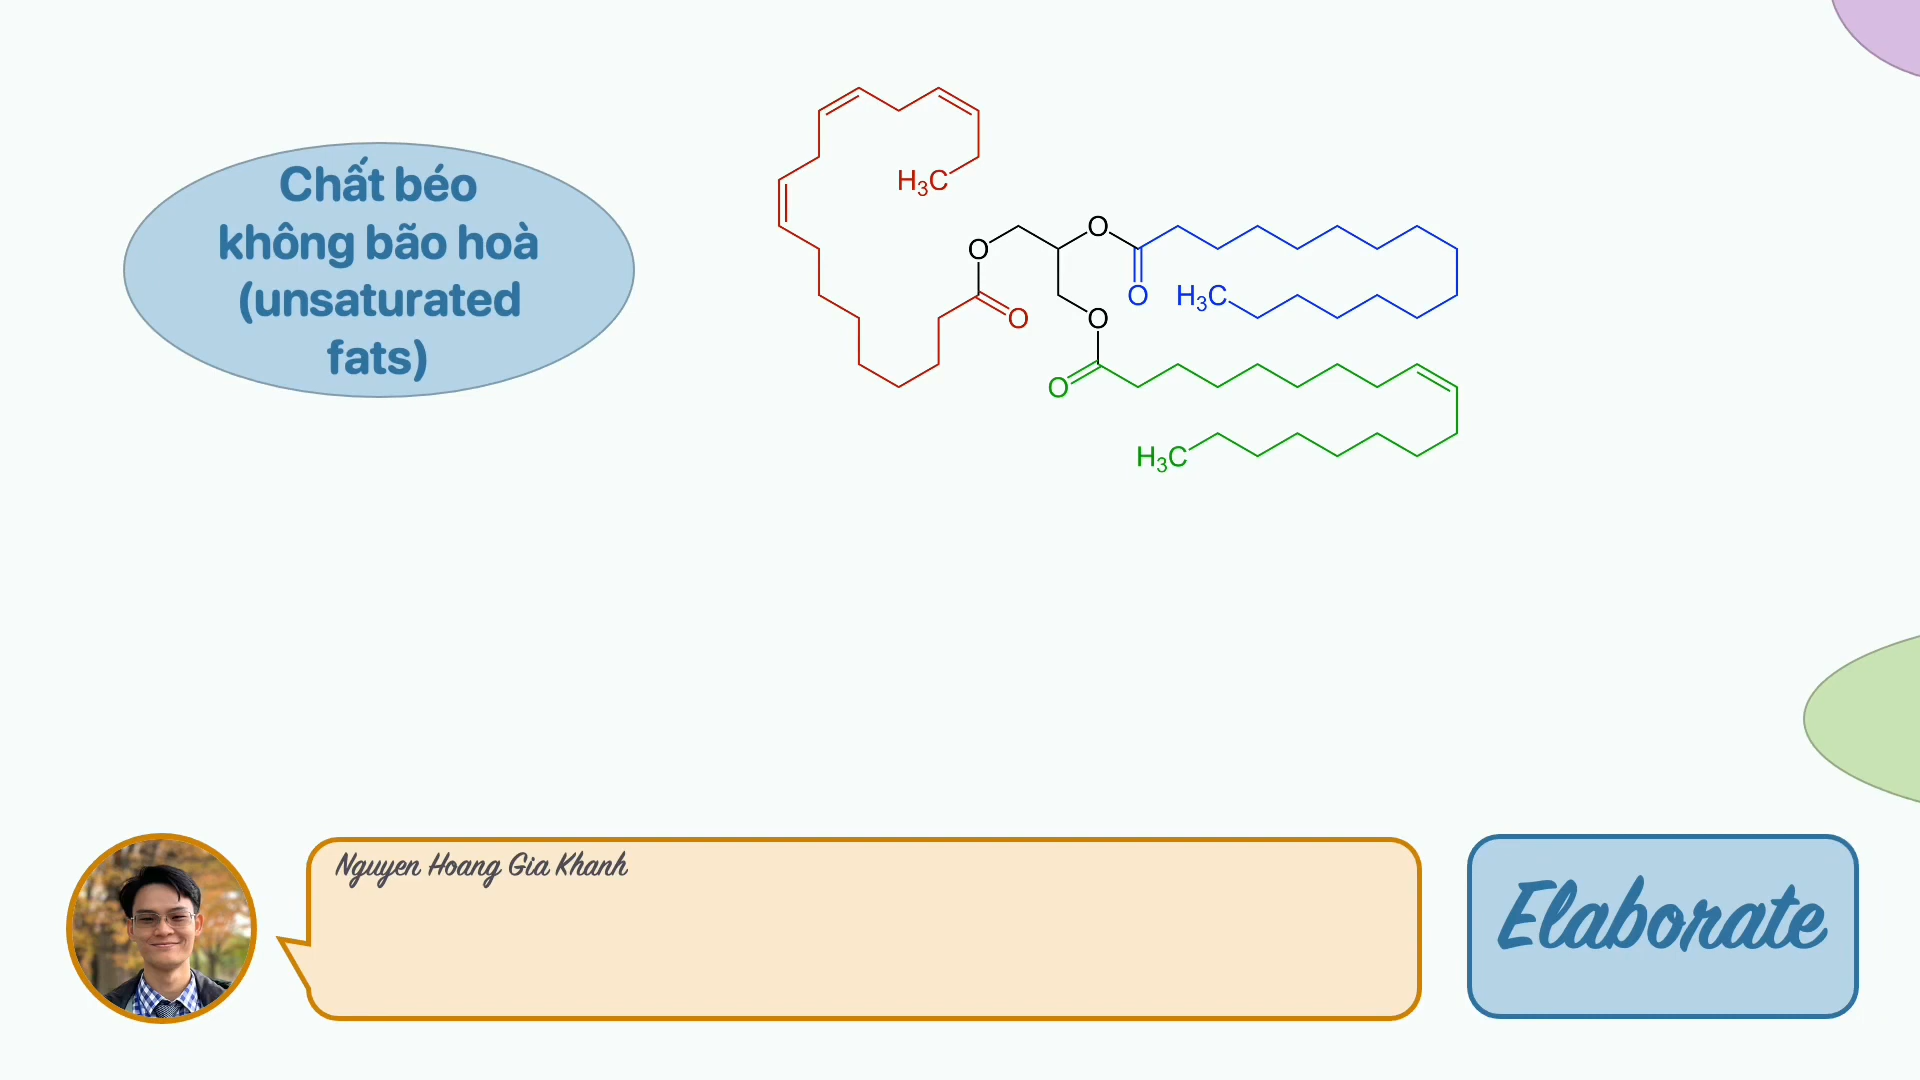 Chất béo
không bão hoà
(unsaturated
fats)
H₃C
O
O
O
O
H₃C
O
O
H₃C
Nguyen Hoang Gia Khanh
Elaborate